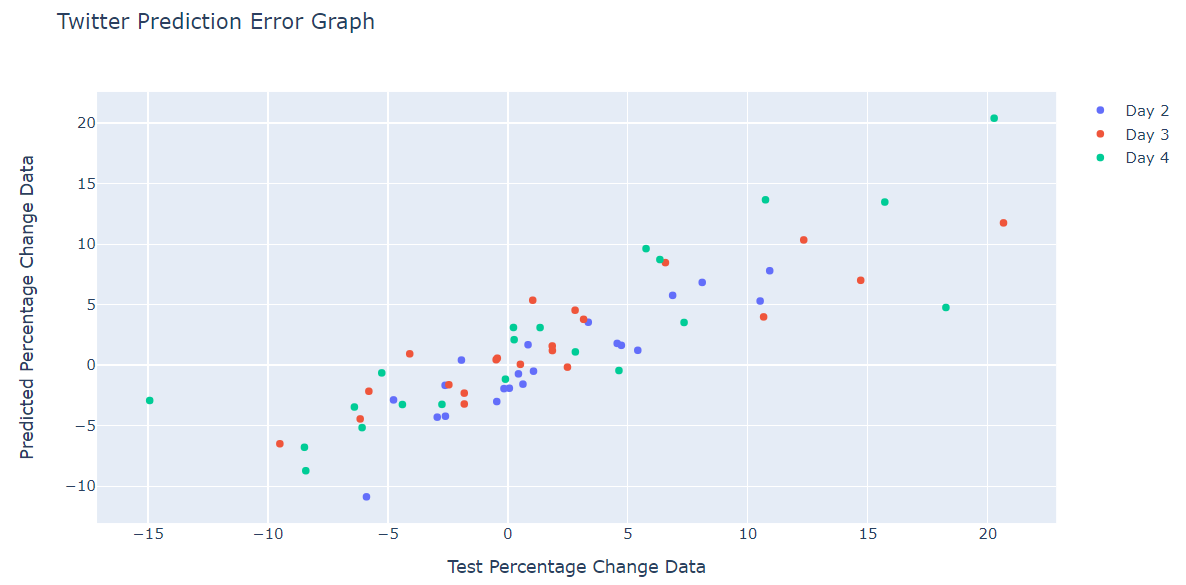 Twitter Prediction Error Graph
Day 2
Day 3
Day 4
Predicted Percentage Change Data
20
15
10
5
0
−5
−10
−15
−10
−5
0
5
10
15
20
Test Percentage Change Data